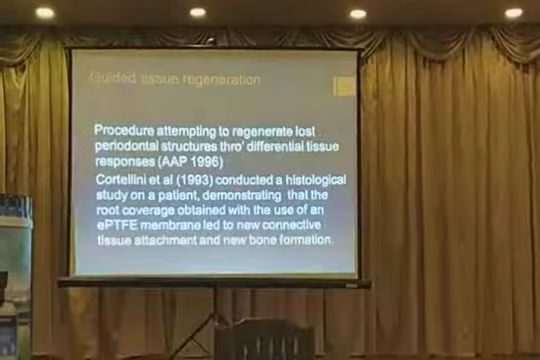 Guided tissue regeneration
Procedure attempting to regenerate lost
periodontal structures thro' differential tissue
responses (AAP 1996)
Cortellini et al (1993) conducted a histological
study on a patient, demonstrating that the
root coverage obtained with the use of an
ePTFE membrane led to new connective
tissue attachment and new bone formation.